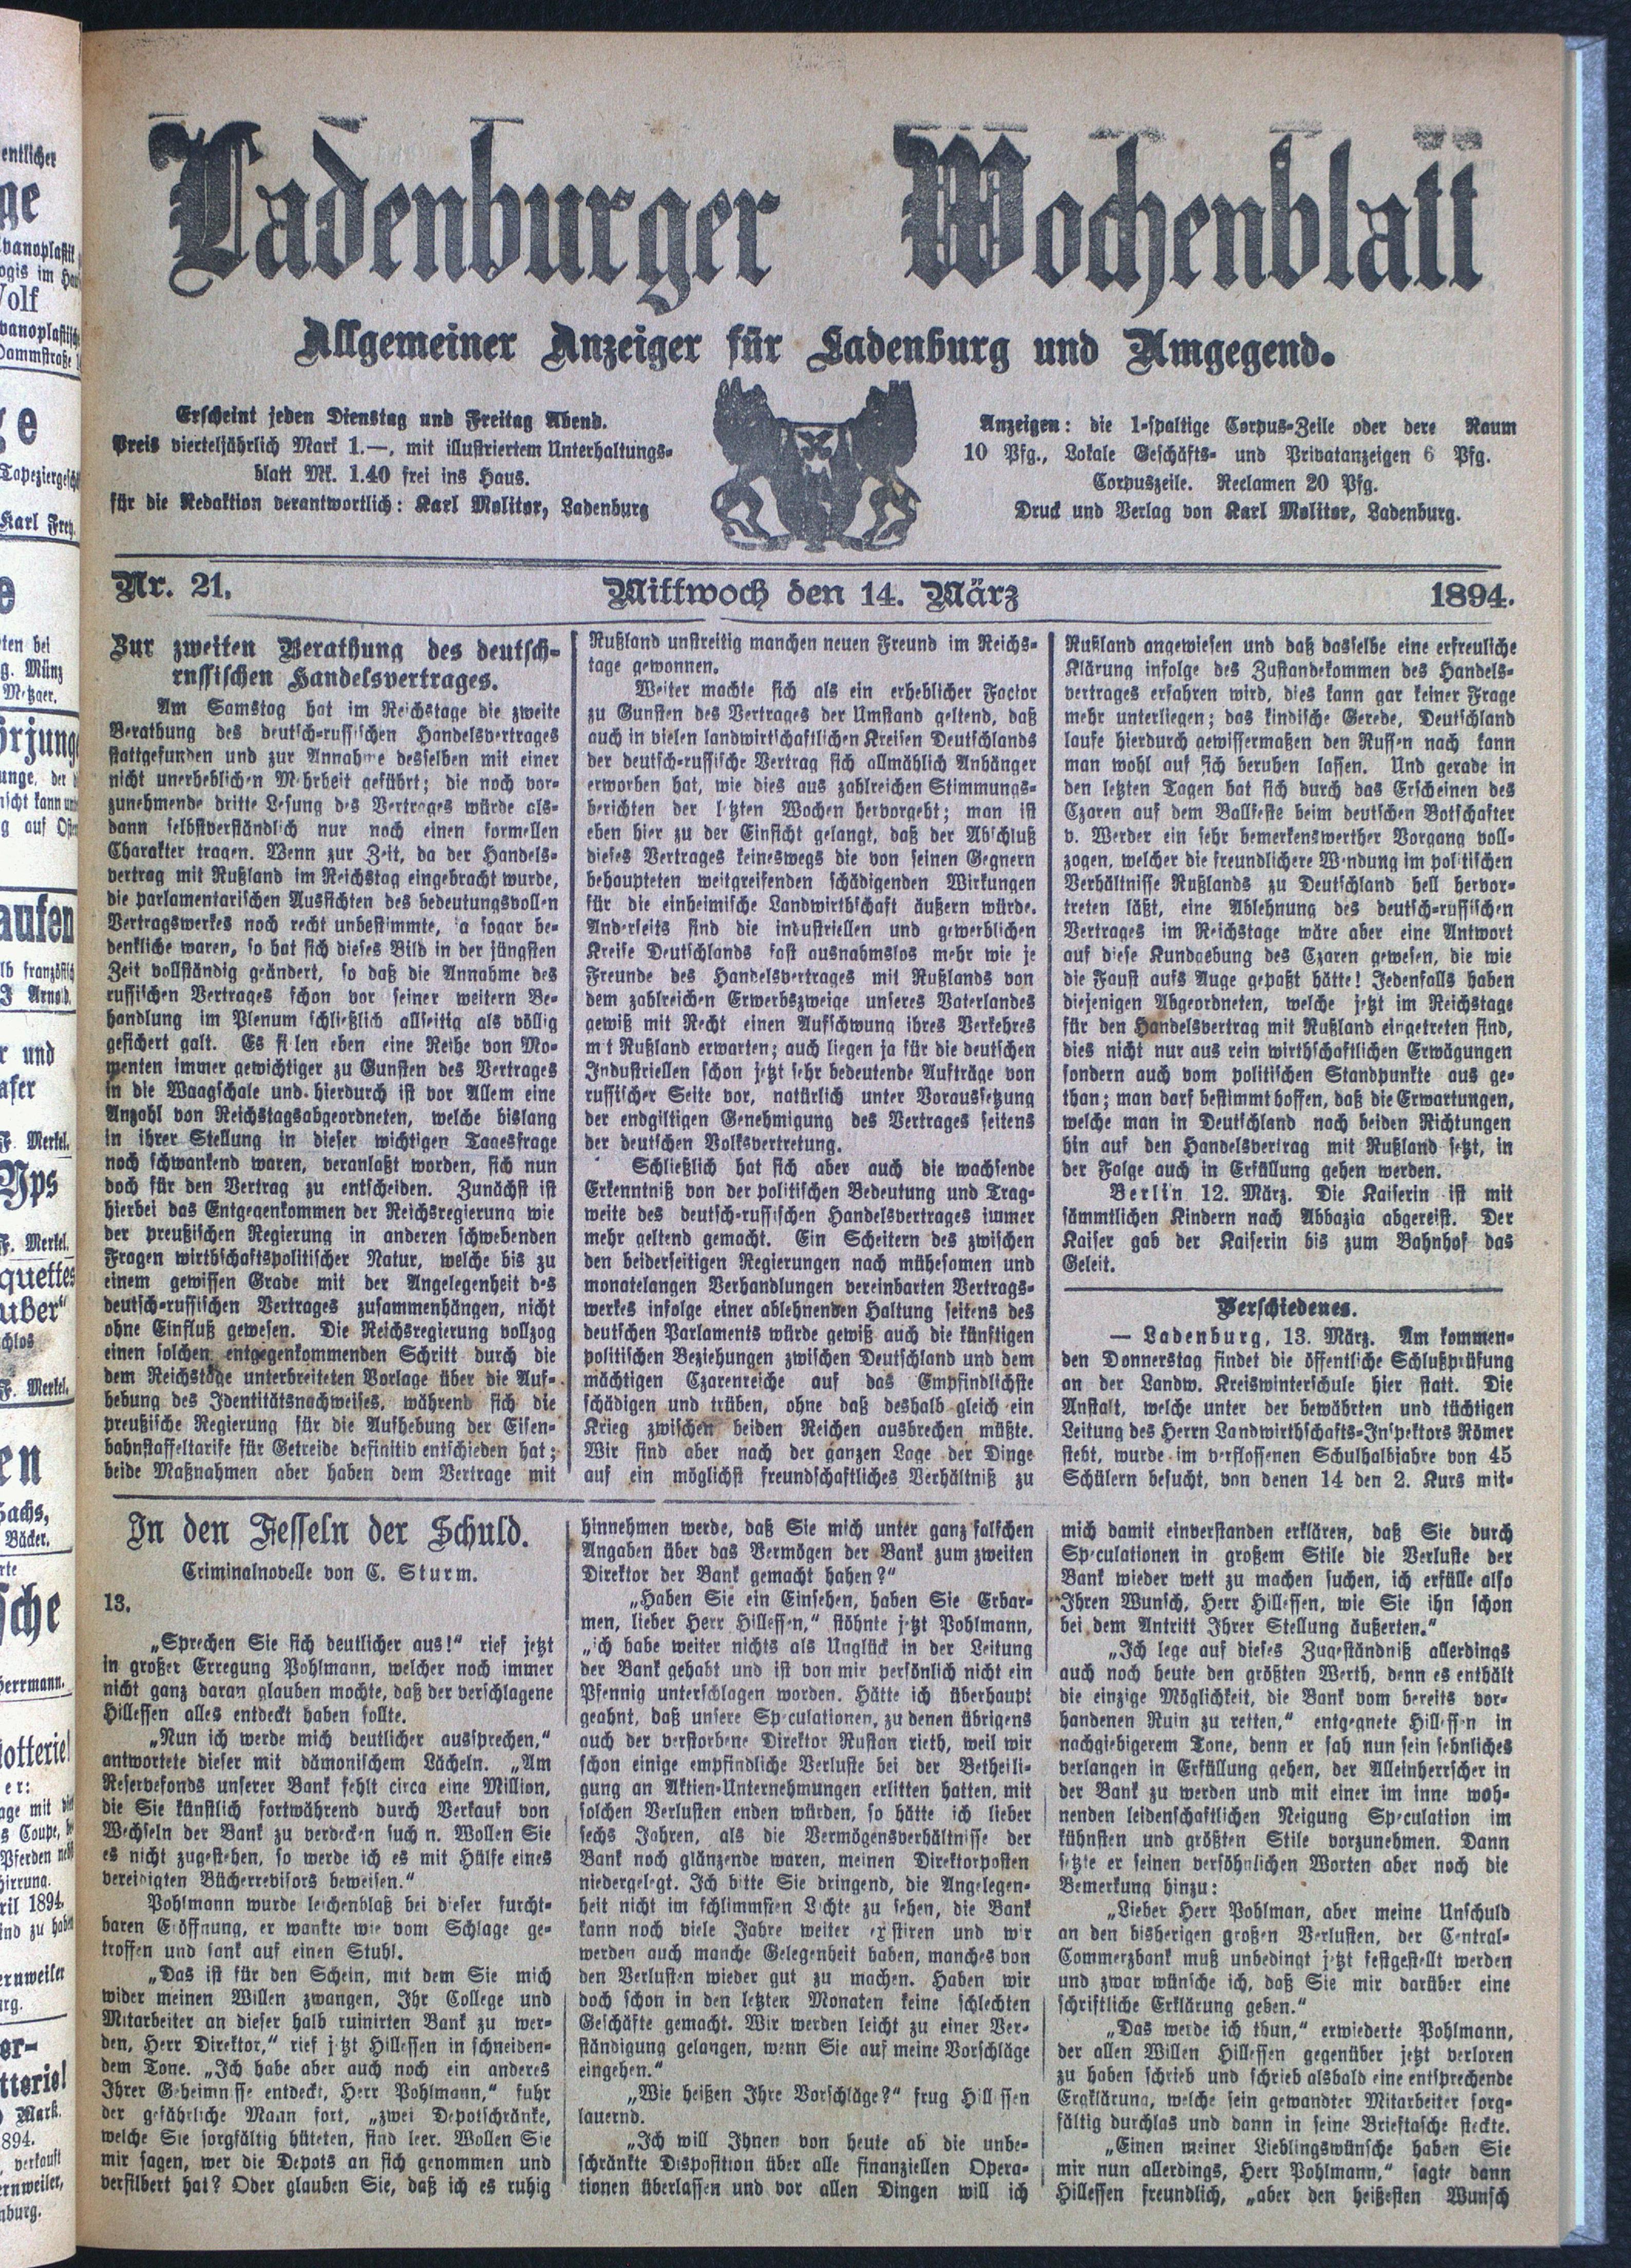 Ladenburger Wochenblatt
Allgemeiner Anzeiger für Ladenburg und Umgegend.
Erscheint jeden Dienstag und Freitag Abend.
Preis vierteljährlich Mark 1.—, mit illustriertem Unterhaltungs-
blatt Mk. 1.40 frei ins Haus.
für die Redaktion verantwortlich: Karl Molitor, Ladenburg
Anzeigen: die 1-spaltige Corpus-Zeile oder dere Raum
10 Pfg., Lokale Geschäfts- und Privatanzeigen 6 Pfg.
Corpuszeile. Reclamen 20 Pfg.
Druck und Verlag von Karl Molitor, Ladenburg.
Nr. 21. Mittwoch den 14. März 1894.
Zur zweiten Berathung des deutsch-
russischen Handelsvertrages.
Am Samstag hat im Reichstage die zweite
Berathung des deutsch-russischen Handelsvertrages
stattgefunden und zur Annahme desselben mit einer
nicht unerheblichen Mehrheit geführt; die noch vor-
zunehmende dritte Lesung des Vertrages würde als-
dann selbstverständlich nur noch einen formellen
Charakter tragen. Wenn zur Zeit, da der Handels-
vertrag mit Rußland im Reichstag eingebracht wurde,
die parlamentarischen Aussichten des bedeutungsvollen
Vertragswerkes noch recht unbestimmte, ja sogar be-
denkliche waren, so hat sich dieses Bild in der jüngsten
Zeit vollständig geändert, so daß die Annahme des
russischen Vertrages schon vor seiner weitern Be-
handlung im Plenum schließlich allseitig als völlig
gesichert galt. Es fielen eben eine Reihe von Mo-
menten immer gewichtiger zu Gunsten des Vertrages
in die Waagschale und hierdurch ist vor Allem eine
Anzahl von Reichstagsabgeordneten, welche bislang
in ihrer Stellung in dieser wichtigen Tagesfrage
noch schwankend waren, veranlaßt worden, sich nun
doch für den Vertrag zu entscheiden. Zunächst ist
hierbei das Entgegenkommen der Reichsregierung wie
der preußischen Regierung in anderen schwebenden
Fragen wirthschaftspolitischer Natur, welche bis zu
einem gewissen Grade mit der Angelegenheit des
deutsch-russischen Vertrages zusammenhängen, nicht
ohne Einfluß gewesen. Die Reichsregierung vollzog
einen solchen entgegenkommenden Schritt durch die
dem Reichstage unterbreiteten Vorlage über die Auf-
hebung des Identitätsnachweises, während sich die
preußische Regierung für die Aufhebung der Eisen-
bahnstaffeltarife für Getreide definitiv entschieden hat;
beide Maßnahmen aber haben dem Vertrage mit
Rußland unstreitig manchen neuen Freund im Reichs-
tage gewonnen.
Weiter machte sich als ein erheblicher Factor
zu Gunsten des Vertrages der Umstand geltend, daß
auch in vielen landwirtschaftlichen Kreisen Deutschlands
der deutsch-russische Vertrag sich allmählich Anhänger
erworben hat, wie dies aus zahlreichen Stimmungs-
berichten der letzten Wochen hervorgeht; man ist
eben hier zu der Einsicht gelangt, daß der Abschluß
dieses Vertrages keineswegs die von seinen Gegnern
behaupteten weitgreifenden schädigenden Wirkungen
für die einheimische Landwirthschaft äußern würde.
Anderseits sind die industriellen und gewerblichen
Kreise Deutschlands fast ausnahmslos mehr wie je
Freunde des Handelsvertrages mit Rußlands von
dem zahlreichen Erwerbszweige unseres Vaterlandes
gewiß mit Recht einen Aufschwung ihres Verkehres
mit Rußland erwarten; auch liegen ja für die deutschen
Industriellen schon jetzt sehr bedeutende Aufträge von
russischer Seite vor, natürlich unter Voraussetzung
der endgiltigen Genehmigung des Vertrages seitens
der deutschen Volksvertretung.
Schließlich hat sich aber auch die wachsende
Erkenntniß von der politischen Bedeutung und Trag-
weite des deutsch-russischen Handelsvertrages immer
mehr geltend gemacht. Ein Scheitern des zwischen
den beiderseitigen Regierungen nach mühesamen und
monatelangen Verhandlungen vereinbarten Vertrags-
werkes infolge einer ablehnenden Haltung seitens des
deutschen Parlaments würde gewiß auch die künftigen
politischen Beziehungen zwischen Deutschland und dem
mächtigen Czarenreiche auf das Empfindlichste
schädigen und trüben, ohne daß deshalb gleich ein
Krieg zwischen beiden Reichen ausbrechen müßte.
Wir sind aber nach der ganzen Lage der Dinge
auf ein möglichst freundschaftliches Verhältniß zu
Rußland angewiesen und daß dasselbe eine erfreuliche
Klärung infolge des Zustandekommen des Handels-
vertrages erfahren wird, dies kann gar keiner Frage
mehr unterliegen; das kindische Gerede, Deutschland
laufe hierdurch gewissermaßen den Russen nach kann
man wohl auf sich beruhen lassen. Und gerade in
den letzten Tagen hat sich durch das Erscheinen des
Czaren auf dem Ballfeste beim deutschen Botschafter
v. Werder ein sehr bemerkenswerther Vorgang voll-
zogen, welcher die freundlichere Wendung im politischen
Verhältnisse Rußlands zu Deutschland hell hervor-
treten läßt, eine Ablehnung des deutsch-russischen
Vertrages im Reichstage wäre aber eine Antwort
auf diese Kundgebung des Czaren gewesen, die wie
die Faust aufs Auge gepaßt hätte! Jedenfalls haben
diejenigen Abgeordneten, welche jetzt im Reichstage
für den Handelsvertrag mit Rußland eingetreten sind,
dies nicht nur aus rein wirthschaftlichen Erwägungen
sondern auch vom politischen Standpunkte aus ge-
than; man darf bestimmt hoffen, daß die Erwartungen,
welche man in Deutschland nach beiden Richtungen
hin auf den Handelsvertrag mit Rußland setzt, in
der Folge auch in Erfüllung gehen werden.
Berlin 12. März. Die Kaiserin ist mit
sämmtlichen Kindern nach Abbazia abgereist. Der
Kaiser gab der Kaiserin bis zum Bahnhof das
Geleit.
Verschiedenes.
— Ladenburg, 13. März. Am kommen-
den Donnerstag findet die öffentliche Schlußprüfung
an der Landw. Kreiswinterschule hier statt. Die
Anstalt, welche unter der bewährten und tüchtigen
Leitung des Herrn Landwirthschafts-Inspektors Römer
steht, wurde im verflossenen Schulhalbjahre von 45
Schülern besucht, von denen 14 den 2. Kurs mit-
In den Fesseln der Schuld.
Criminalnovelle von C. Sturm.
13.
„Sprechen Sie sich deutlicher aus!“ rief jetzt
in großer Erregung Pohlmann, welcher noch immer
nicht ganz daran glauben mochte, daß der verschlagene
Hillessen alles entdeckt haben sollte.
„Nun ich werde mich deutlicher aussprechen,“
antwortete dieser mit dämonischem Lächeln. „Am
Reservefonds unserer Bank fehlt circa eine Million,
die Sie künstlich fortwährend durch Verkauf von
Wechseln der Bank zu verdecken such n. Wollen Sie
es nicht zugestehen, so werde ich es mit Hülfe eines
vereidigten Bücherrevisors beweisen.“
Pohlmann wurde leichenblaß bei dieser furcht-
baren Eröffnung, er wankte wie vom Schlage ge-
troffen und sank auf einen Stuhl.
„Das ist für den Schein, mit dem Sie mich
wider meinen Willen zwangen, Ihr College und
Mitarbeiter an dieser halb ruinirten Bank zu wer-
den, Herr Direktor,“ rief jetzt Hillessen in schneiden-
dem Tone. „Ich habe aber auch noch ein anderes
Ihrer Geheimnisse entdeckt, Herr Pohlmann,“ fuhr
der gefährliche Mann fort, „zwei Depotschränke,
welche Sie sorgfältig hüteten, sind leer. Wollen Sie
mir sagen, wer die Depots an sich genommen und
versilbert hat? Oder glauben Sie, daß ich es ruhig
hinnehmen werde, daß Sie mich unter ganz falschen
Angaben über das Vermögen der Bank zum zweiten
Direktor der Bank gemacht haben?“
„Haben Sie ein Einsehen, haben Sie Erbar-
men, lieber Herr Hillessen,“ stöhnte jetzt Pohlmann,
„ich habe weiter nichts als Unglück in der Leitung
der Bank gehabt und ist von mir persönlich nicht ein
Pfennig unterschlagen worden. Hätte ich überhaupt
geahnt, daß unsere Speculationen, zu denen übrigens
auch der verstorbene Direktor Rustan rieth, weil wir
schon einige empfindliche Verluste bei der Betheili-
gung an Aktien-Unternehmungen erlitten hatten, mit
solchen Verlusten enden würden, so hätte ich lieber
sechs Jahren, als die Vermögensverhältnisse der
Bank noch glänzende waren, meinen Direktorposten
niedergelegt. Ich bitte Sie dringend, die Angelegen-
heit nicht im schlimmsten Lichte zu sehen, die Bank
kann noch viele Jahre weiter existiren und wir
werden auch manche Gelegenheit haben, manches von
den Verlusten wieder gut zu machen. Haben wir
doch schon in den letzten Monaten keine schlechten
Geschäfte gemacht. Wir werden leicht zu einer Ver-
ständigung gelangen, wenn Sie auf meine Vorschläge
eingehen.“
„Wie heißen Ihre Vorschläge?“ frug Hillessen
lauernd.
„Ich will Ihnen von heute ab die unbe-
schränkte Disposition über alle finanziellen Opera-
tionen überlassen und vor allen Dingen will ich
mich damit einverstanden erklären, daß Sie durch
Speculationen in großem Stile die Verluste der
Bank wieder wett zu machen suchen, ich erfülle also
Ihren Wunsch, Herr Hillessen, wie Sie ihn schon
bei dem Antritt Ihrer Stellung äußerten.“
„Ich lege auf dieses Zugeständniß allerdings
auch noch heute den größten Werth, denn es enthält
die einzige Möglichkeit, die Bank vom bereits vor-
handenen Ruin zu retten,“ entgegnete Hillessen in
nachgiebigerem Tone, denn er sah nun sein sehnliches
verlangen in Erfüllung gehen, der Alleinherrscher in
der Bank zu werden und mit einer im inne woh-
nenden leidenschaftlichen Neigung Speculation im
kühnsten und größten Stile vorzunehmen. Dann
setzte er seinen versöhnlichen Worten aber noch die
Bemerkung hinzu:
„Lieber Herr Pohlman, aber meine Unschuld
an den bisherigen großen Verlusten, der Central-
Commerzbank muß unbedingt jetzt festgestellt werden
und zwar wünsche ich, daß Sie mir darüber eine
schriftliche Erklärung geben.“
„Das werde ich thun,“ erwiederte Pohlmann,
der allen Willen Hillessen gegenüber jetzt verloren
zu haben schrieb und schrieb alsbald eine entsprechende
Ergklärung, welche sein gewandter Mitarbeiter sorg-
fältig durchlas und dann in seine Brieftasche steckte.
„Einen meiner Lieblingswünsche haben Sie
mir nun allerdings, Herr Pohlmann,“ sagte dann
Hillessen freundlich, „aber den heißesten Wunsch